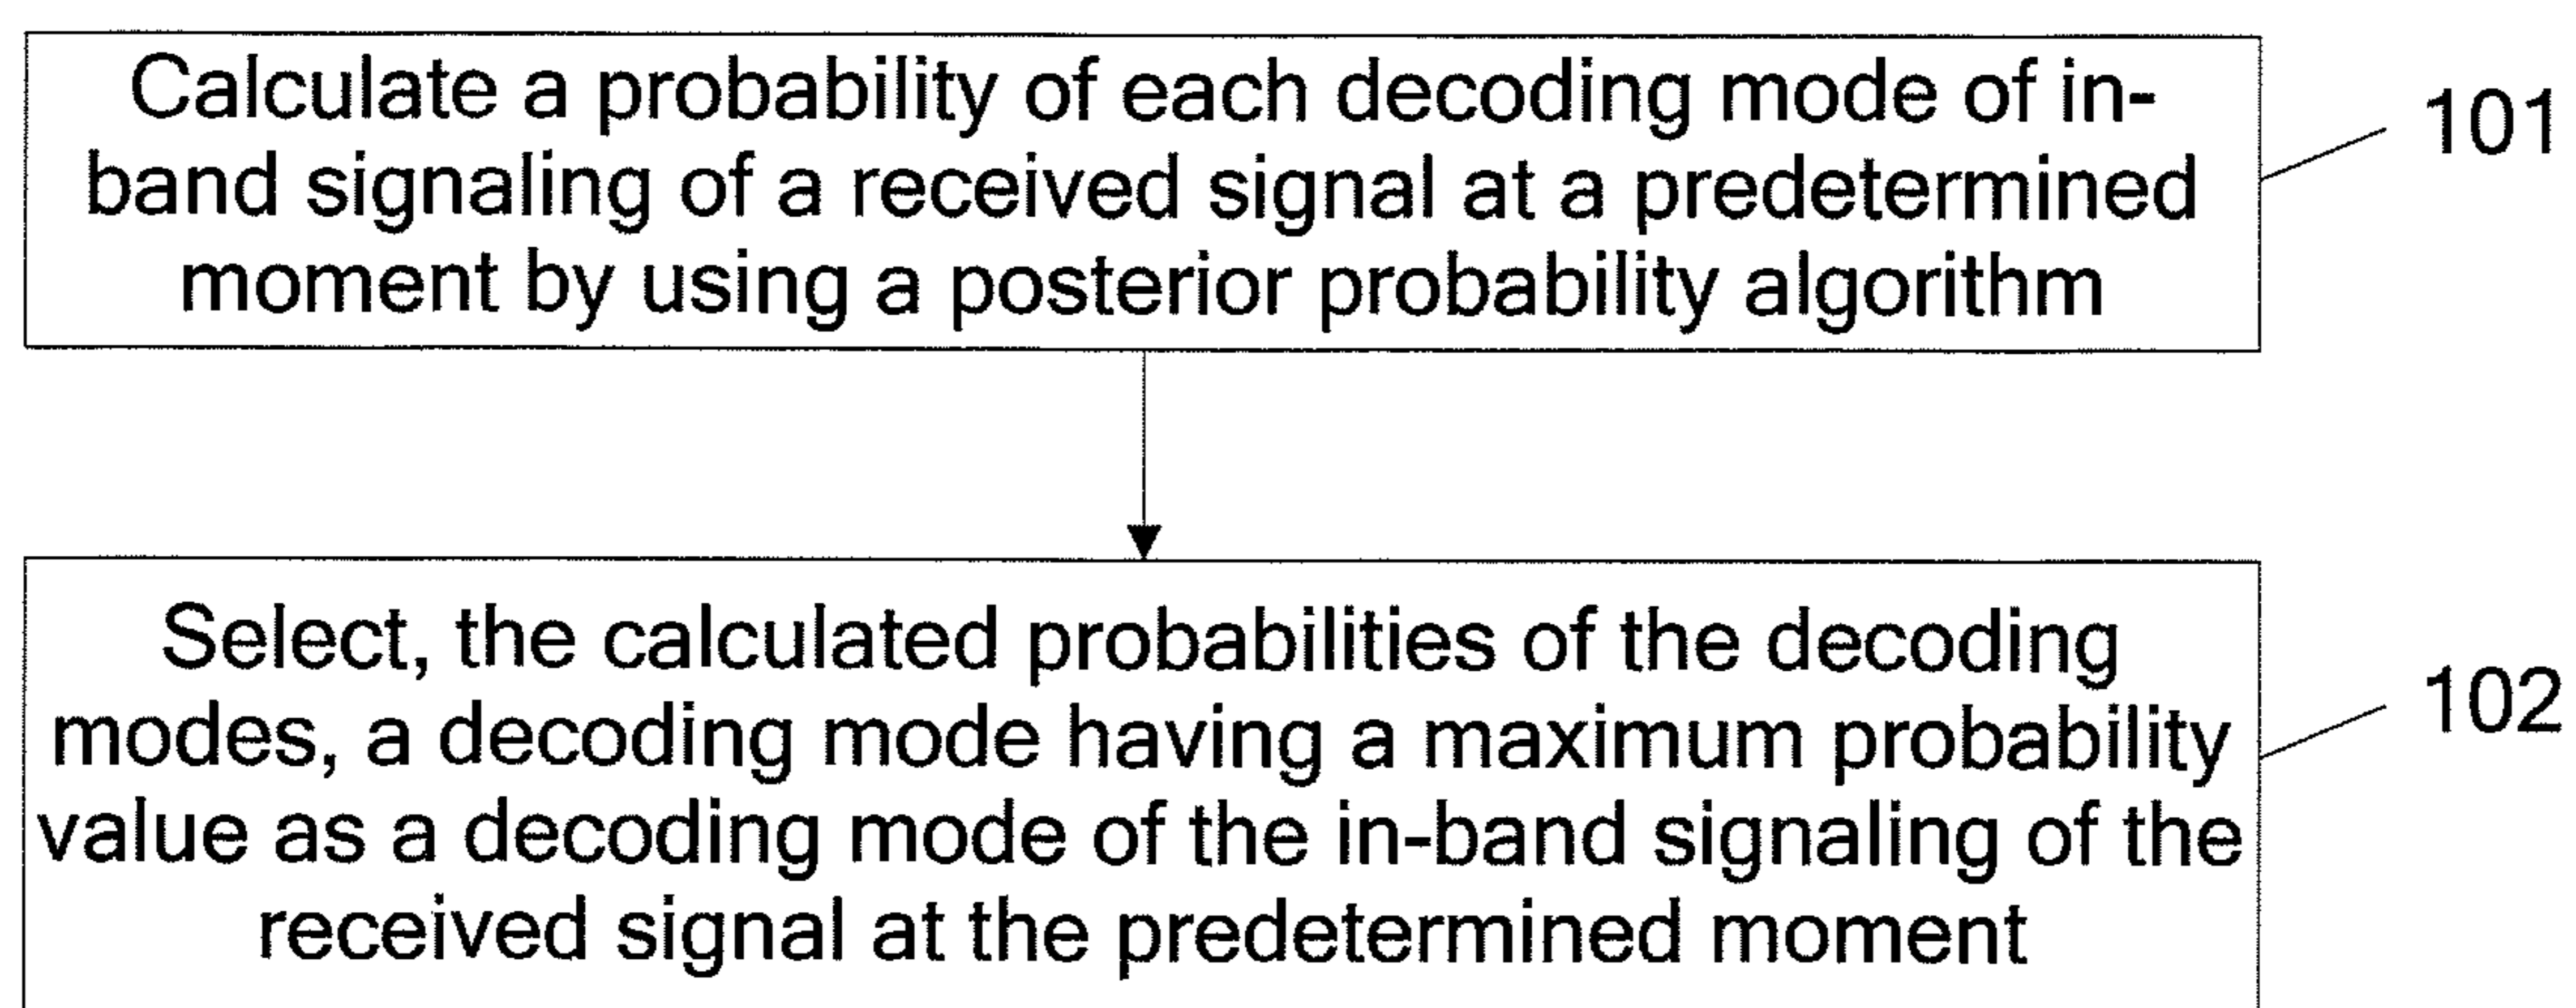 Calculate a probability of each decoding mode of in-
band signaling of a received signal at a predetermined
moment by using a posterior probability algorithm
101
Select, the calculated probabilities of the decoding
modes, a decoding mode having a maximum probability
value as a decoding mode of the in-band signaling of the
received signal at the predetermined moment
102